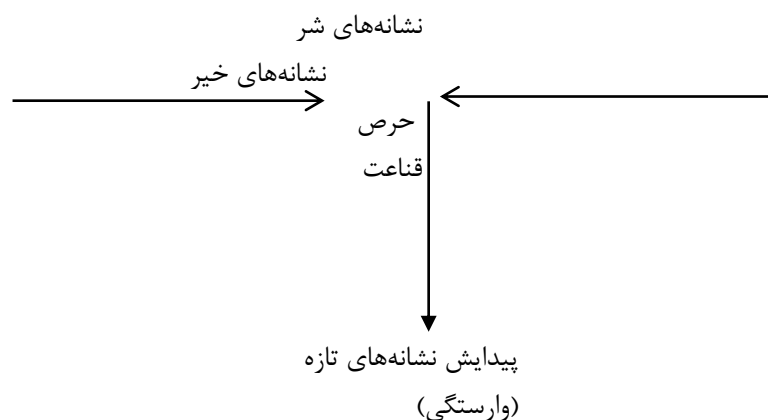 نشانه‌های شر
نشانه‌های خیر
حرص
قناعت
پیدایش نشانه‌های تازه
(وارستگی)